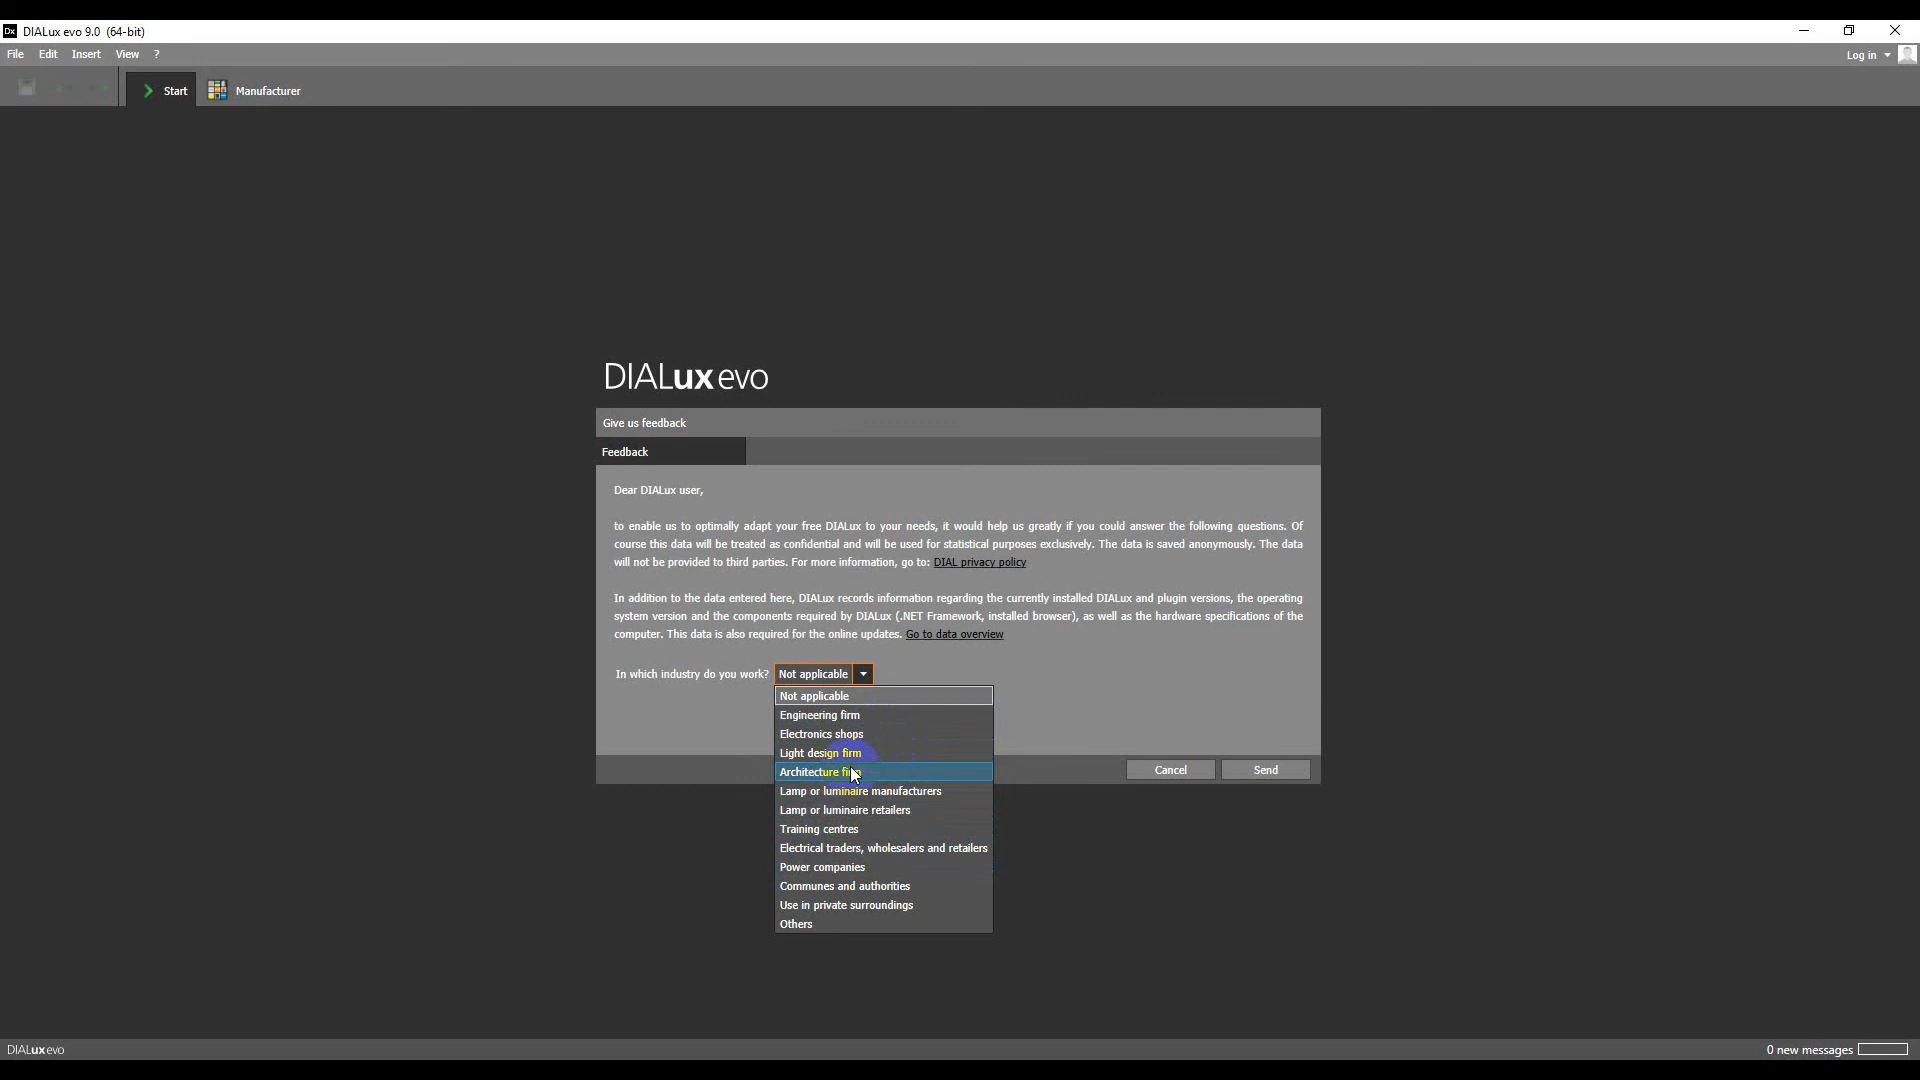 Dx DIALux evo 9.0 (64-bit)
File Edit Insert View ?
Log in
Start Manufacturer
DIALux evo
Give us feedback
Feedback
Dear DIALux user,
to enable us to optimally adapt your free DIALux to your needs, it would help us greatly if you could answer the following questions. Of
course this data will be treated as confidential and will be used for statistical purposes exclusively. The data is saved anonymously. The data
will not be provided to third parties. For more information, go to: DIAL privacy policy
In addition to the data entered here, DIALux records information regarding the currently installed DIALux and plugin versions, the operating
system version and the components required by DIALux (.NET Framework, installed browser), as well as the hardware specifications of the
computer. This data is also required for the online updates. Go to data overview
In which industry do you work? Not applicable
Not applicable
Engineering firm
Electronics shops
Light design firm
Architecture firm
Cancel Send
Lamp or luminaire manufacturers
Lamp or luminaire retailers
Training centres
Electrical traders, wholesalers and retailers
Power companies
Communes and authorities
Use in private surroundings
Others
DIALux evo
0 new messages